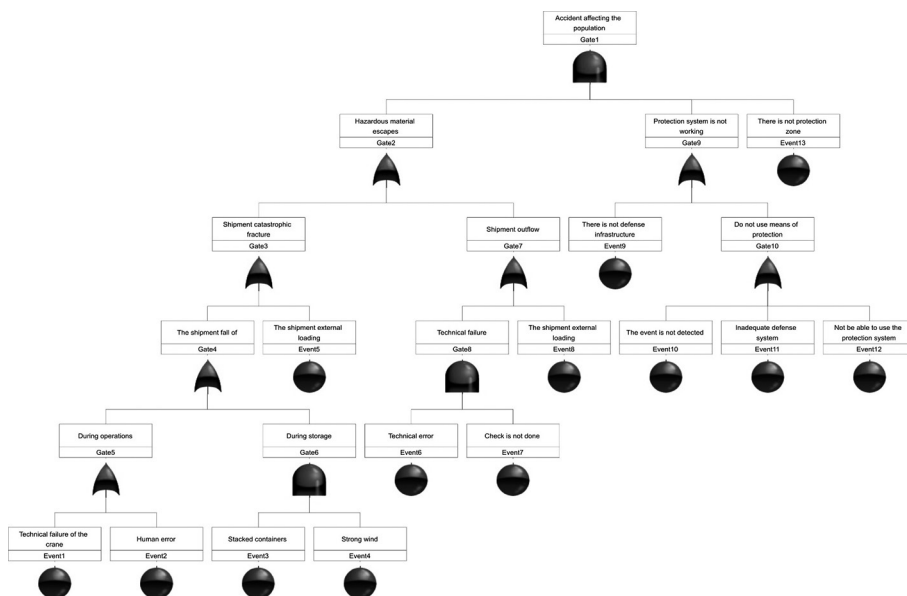 Accident affecting the
population
Gate1
Hazardous material
escapes
Gate2
Protection system is not
working
Gate9
There is not protection
zone
Event13
Shipment catastrophic
fracture
Gate3
Shipment outflow
Gate7
There is not defense
infrastructure
Event9
Do not use means of
protection
Gate10
The shipment fall of
Gate4
The shipment external
loading
Event5
Technical failure
Gate8
The shipment external
loading
Event8
The event is not detected
Event10
Inadequate defense
system
Event11
Not be able to use the
protection system
Event12
During operations
Gate5
During storage
Gate6
Technical error
Event6
Check is not done
Event7
Technical failure of the
crane
Event1
Human error
Event2
Stacked containers
Event3
Strong wind
Event4